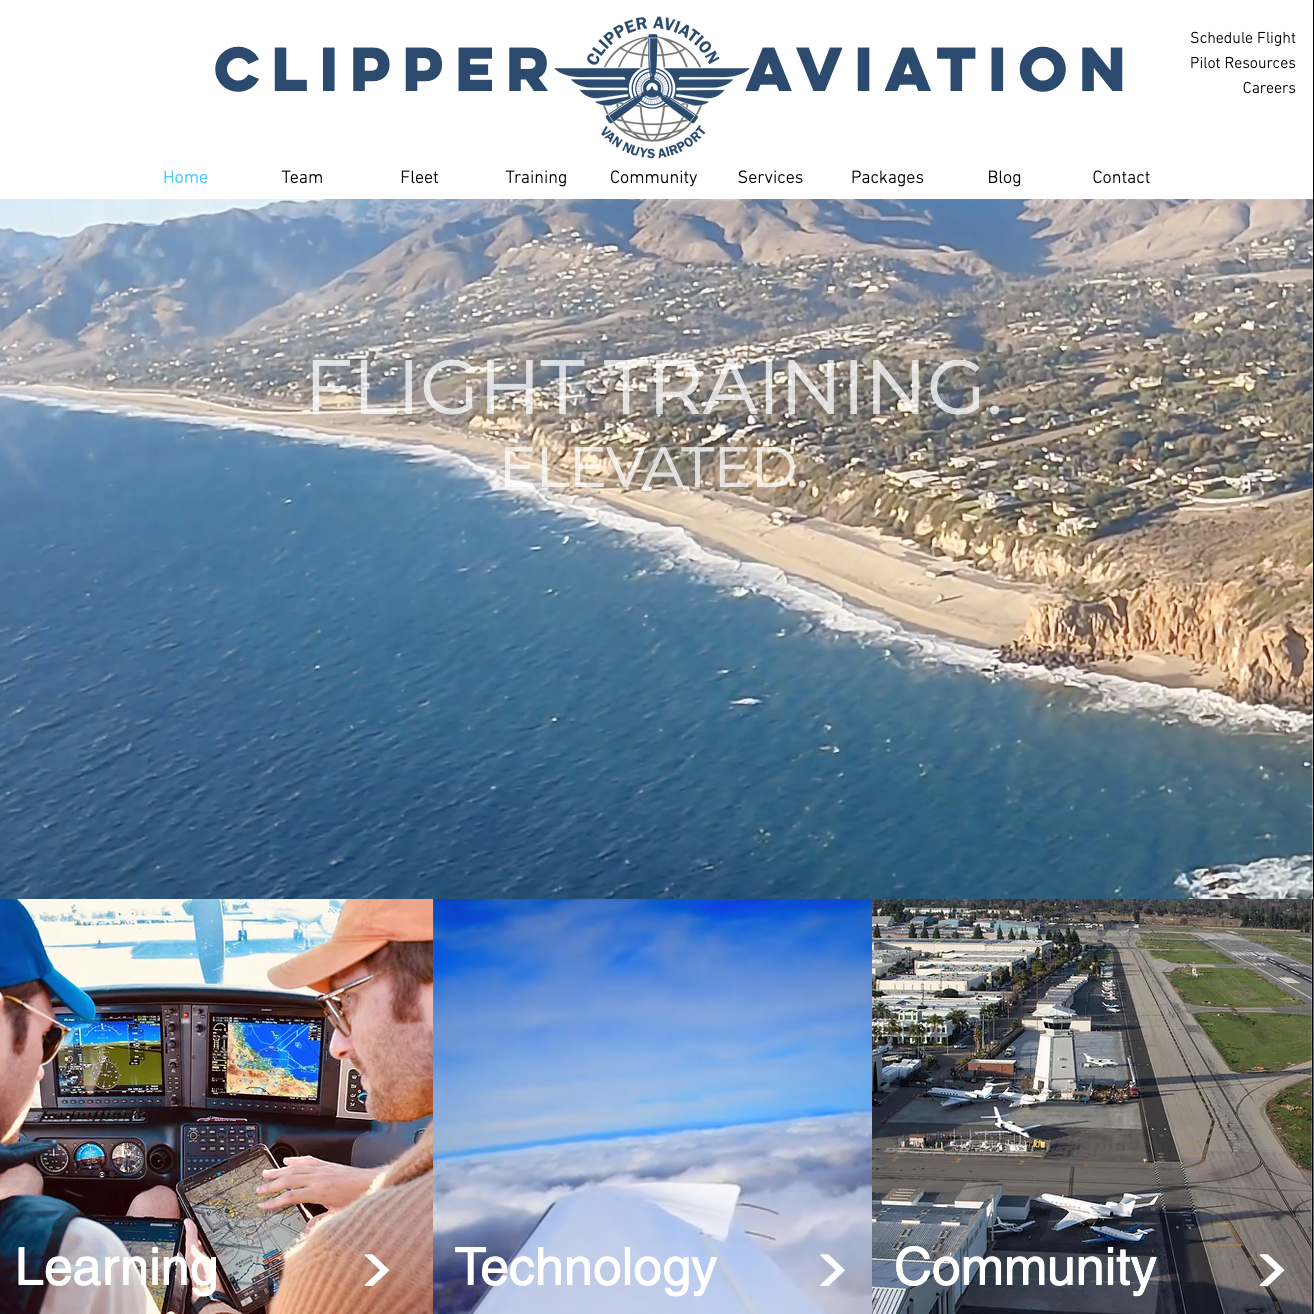 CLIPPER AVIATION
CLIPPER AVIATION
VAN NUYS AIRPORT
Schedule Flight
Pilot Resources
Careers
Home Team Fleet Training Community Services Packages Blog Contact
FLIGHT TRAINING.
ELEVATED.
Learning
Technology
Community